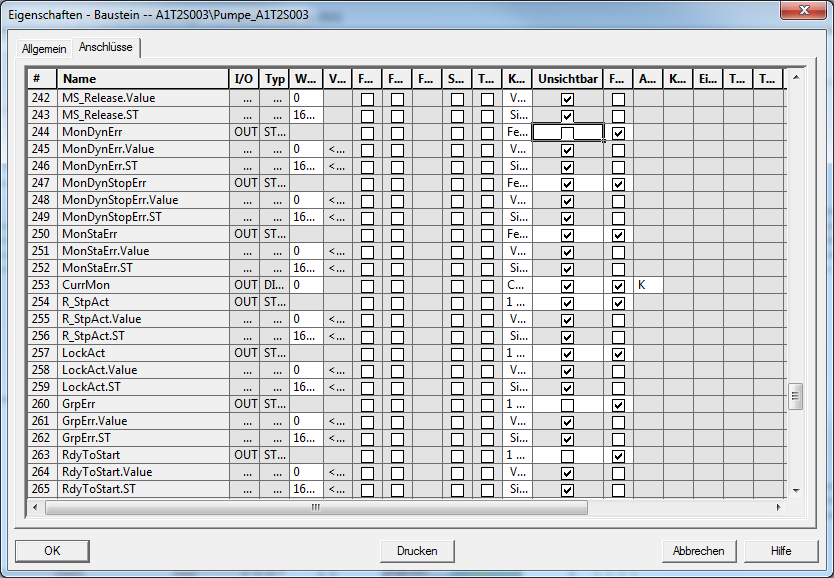 Eigenschaften - Baustein -- A1T2S003\Pumpe_A1T2S003
Allgemein Anschlüsse
# Name I/O Typ W... V... F... F... F... S... T... K... Unsichtbar F... A... K... Ei... T... T...
242 MS_Release.Value ... ... 0 V...
243 MS_Release.ST ... ... 16... Si...
244 MonDynErr OUT ST... Fe...
245 MonDynErr.Value ... ... 0 <... V...
246 MonDynErr.ST ... ... 16... <... Si...
247 MonDynStopErr OUT ST... Fe...
248 MonDynStopErr.Value ... ... 0 <... V...
249 MonDynStopErr.ST ... ... 16... <... Si...
250 MonStaErr OUT ST... Fe...
251 MonStaErr.Value ... ... 0 <... V...
252 MonStaErr.ST ... ... 16... <... Si...
253 CurrMon OUT DI... 0 C... K
254 R_StpAct OUT ST... 1 ...
255 R_StpAct.Value ... ... 0 <... V...
256 R_StpAct.ST ... ... 16... <... Si...
257 LockAct OUT ST... 1 ...
258 LockAct.Value ... ... 0 <... V...
259 LockAct.ST ... ... 16... <... Si...
260 GrpErr OUT ST... 1 ...
261 GrpErr.Value ... ... 0 <... V...
262 GrpErr.ST ... ... 16... <... Si...
263 RdyToStart OUT ST... 1 ...
264 RdyToStart.Value ... ... 0 <... V...
265 RdyToStart.ST ... ... 16... <... Si...
OK Drucken Abbrechen Hilfe